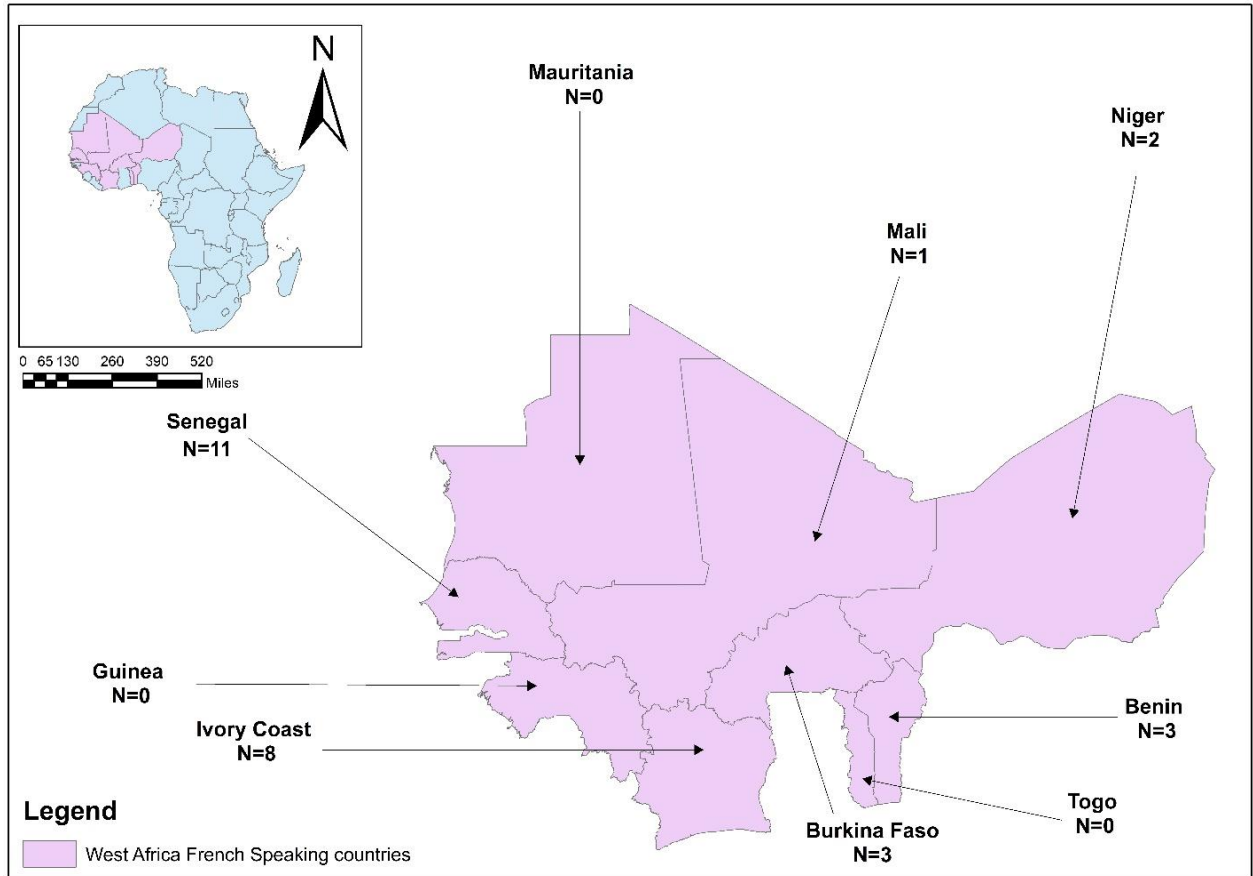 N
Mauritania
N=0
Niger
N=2
Mali
N=1
0 65 130 260 390 520
Miles
Senegal
N=11
Guinea
N=0
Ivory Coast
N=8
Benin
N=3
Togo
N=0
Burkina Faso
N=3
Legend
West Africa French Speaking countries